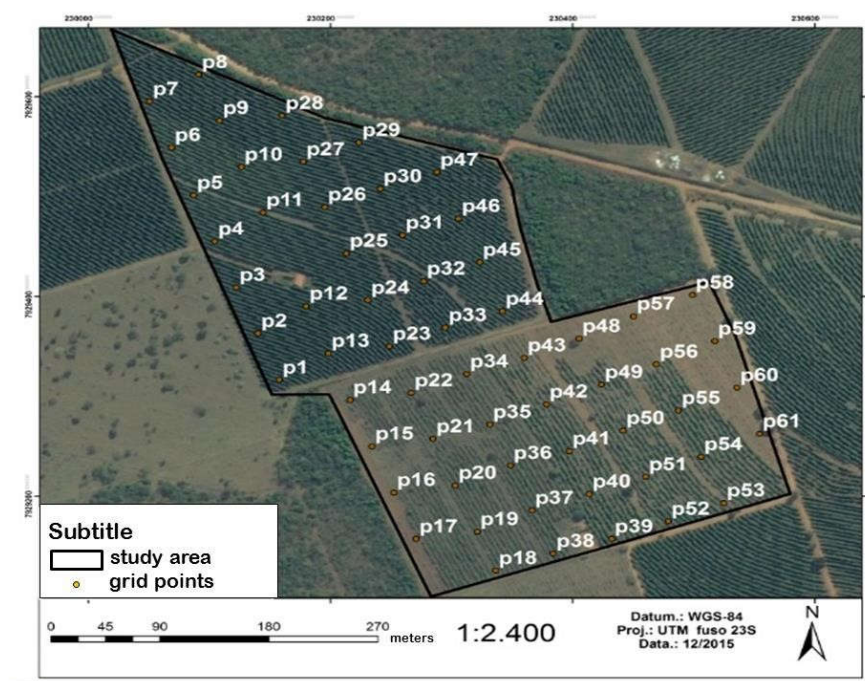 230000 230200 230400 230600
7929600
7929400
7929200
p8
p7
p28
p9
p29
p6
p27
p10
p47
p30
p5
p26
p11
p46
p31
p4
p25
p45
p32
p3
p24
p12
p58
p44
p57
p33
p2
p23
p59
p48
p13
p43
p56
p34
p1
p60
p49
p22
p14
p42
p55
p61
p35
p50
p21
p15
p41
p54
p36
p51
p20
p16
p40
p53
p37
p52
p19
p17
p39
p38
p18
Subtitle
study area
grid points
0 45 90 180 270
meters
1:2.400
Datum.: WGS-84
Proj.: UTM fuso 23S
Data.: 12/2015
N